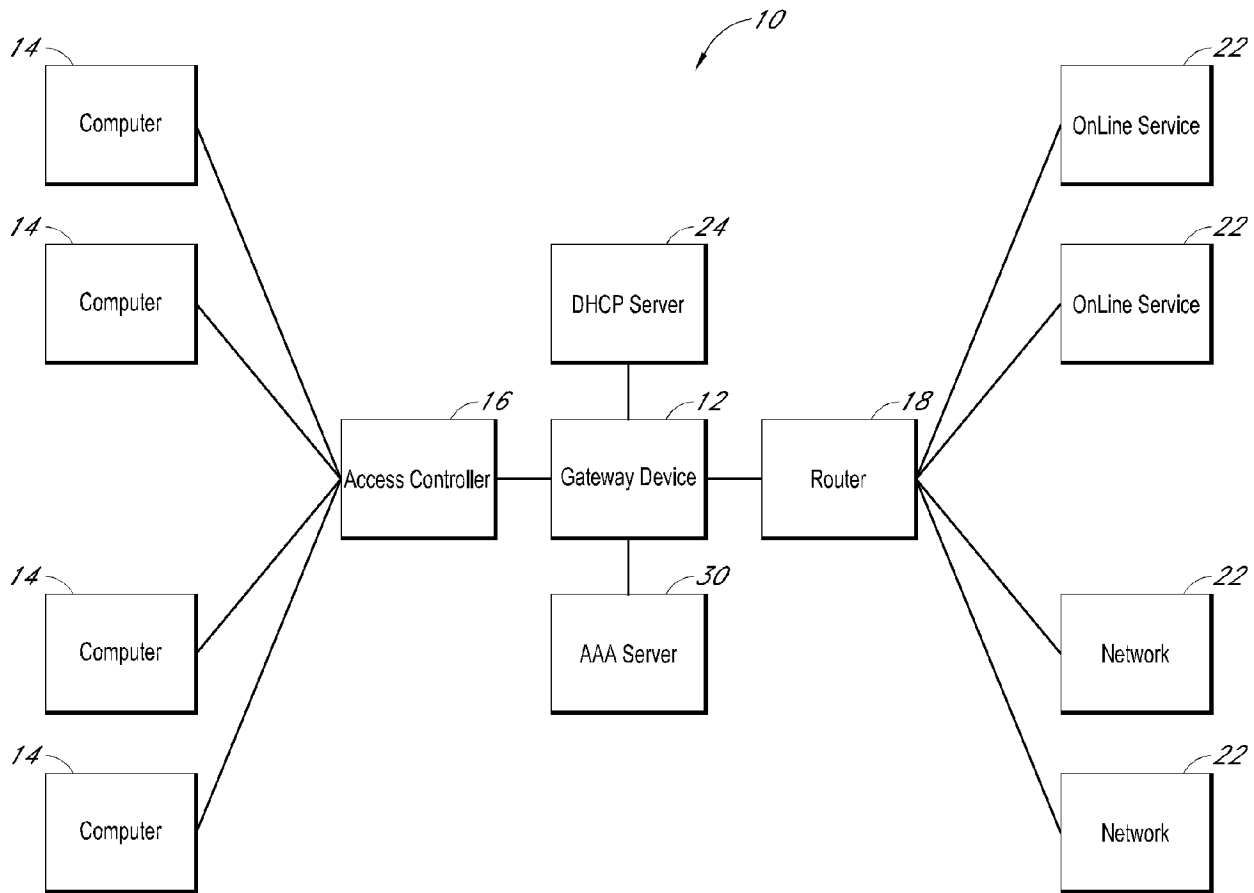 10
14
22
Computer
OnLine Service
14
24
22
Computer
DHCP Server
OnLine Service
16
12
18
Access Controller
Gateway Device
Router
14
30
22
Computer
AAA Server
Network
14
22
Computer
Network